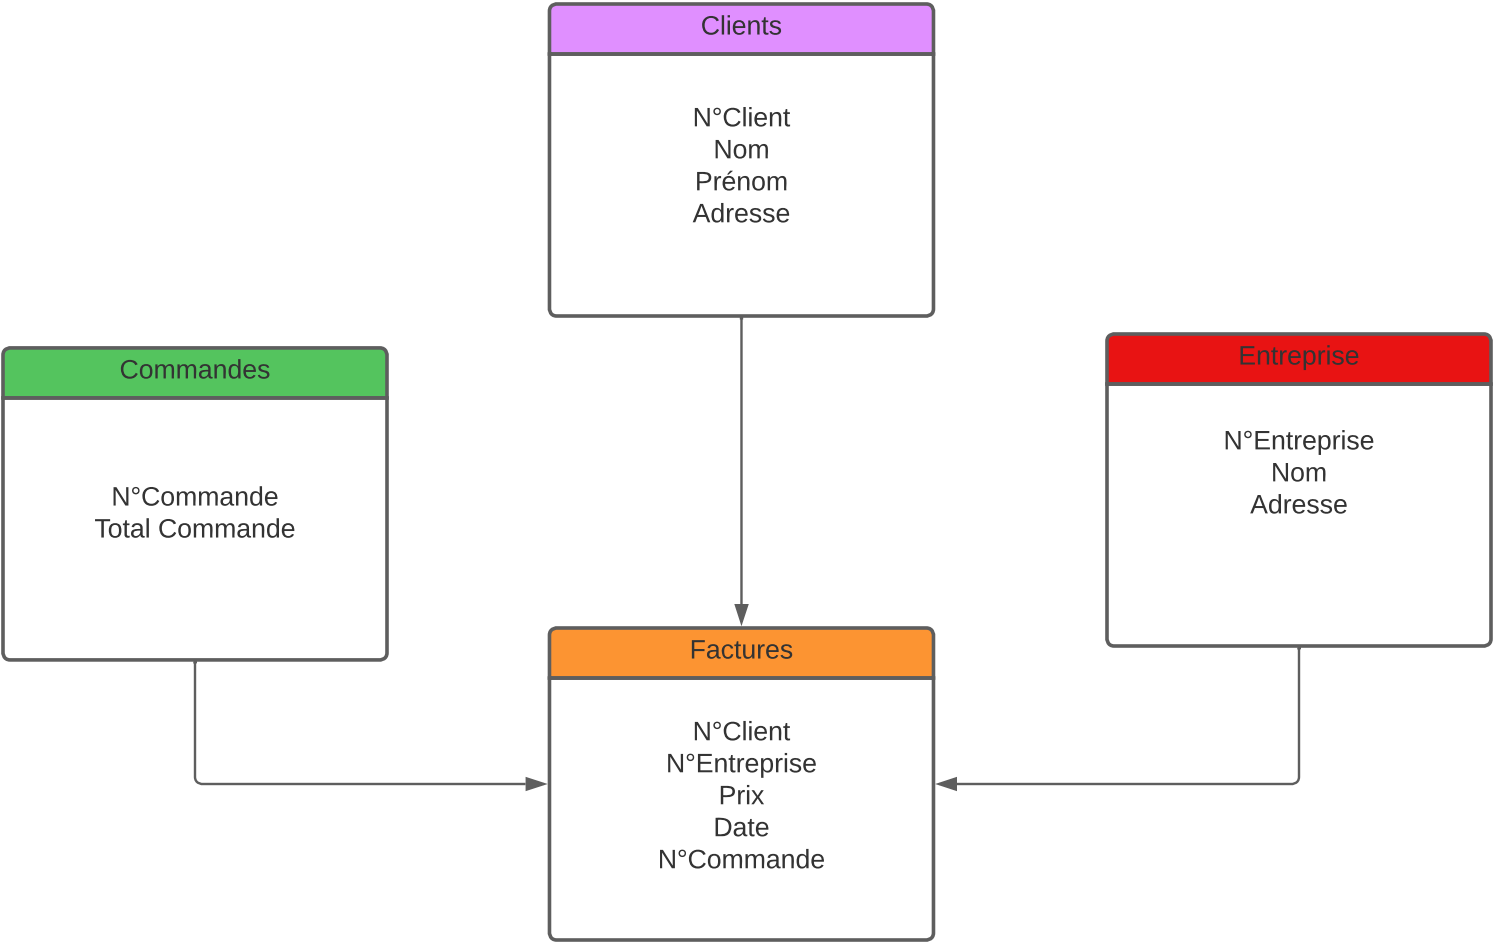 Clients
N°Client
Nom
Prénom
Adresse
Commandes
N°Commande
Total Commande
Entreprise
N°Entreprise
Nom
Adresse
Factures
N°Client
N°Entreprise
Prix
Date
N°Commande